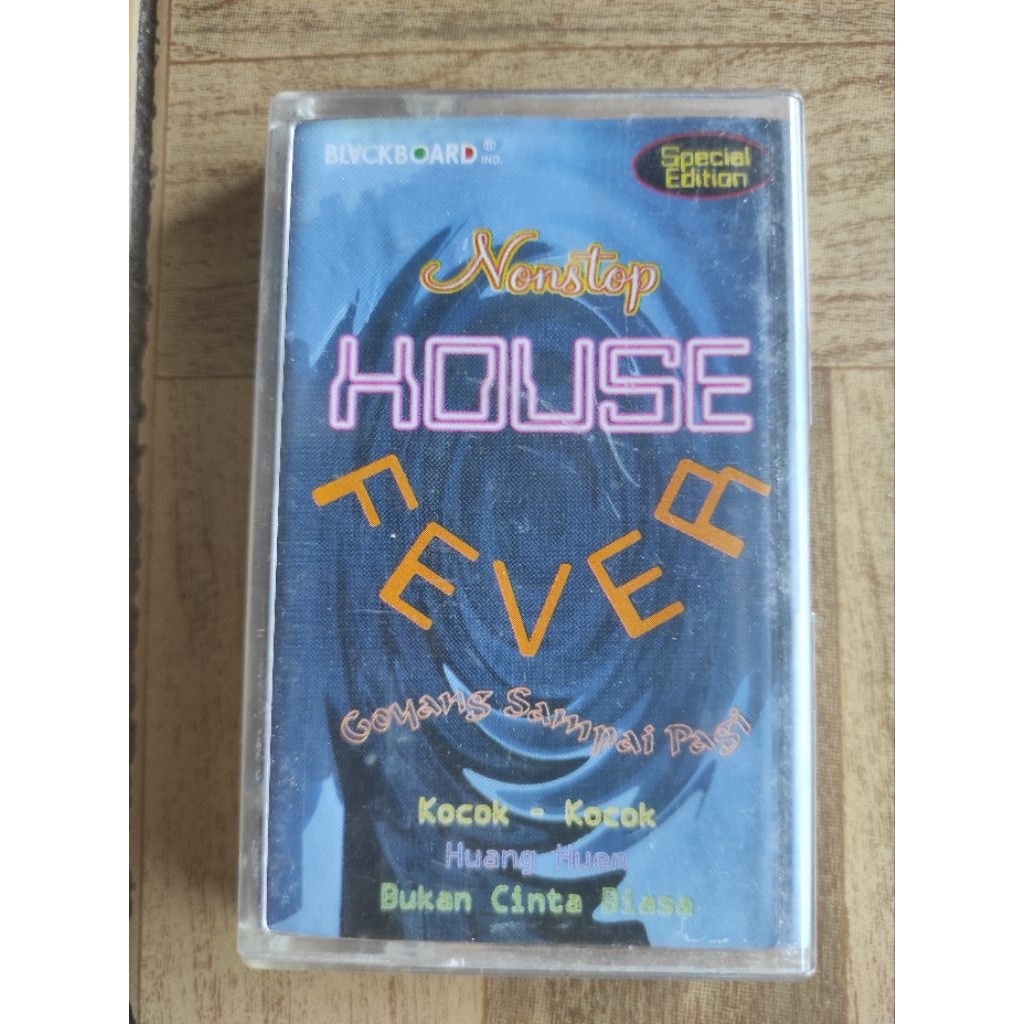 BLACKBOARD® IND.
Special
Edition
Nonstop
HOUSE
FEVER
Goyang Sampai Pagi
Kocok - Kocok
Huang Huen
Bukan Cinta Biasa